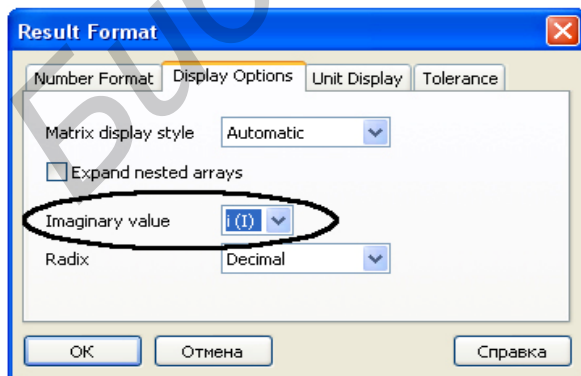 Result Format
Number Format Display Options Unit Display Tolerance
Matrix display style Automatic
Expand nested arrays
Imaginary value i (I)
Radix Decimal
OK Отмена Справка
Биб